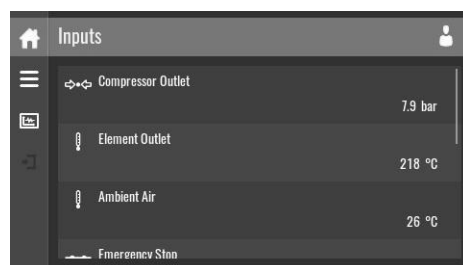 Inputs
Compressor Outlet
7.9 bar
Element Outlet
218 °C
Ambient Air
26 °C
Emergency Stop